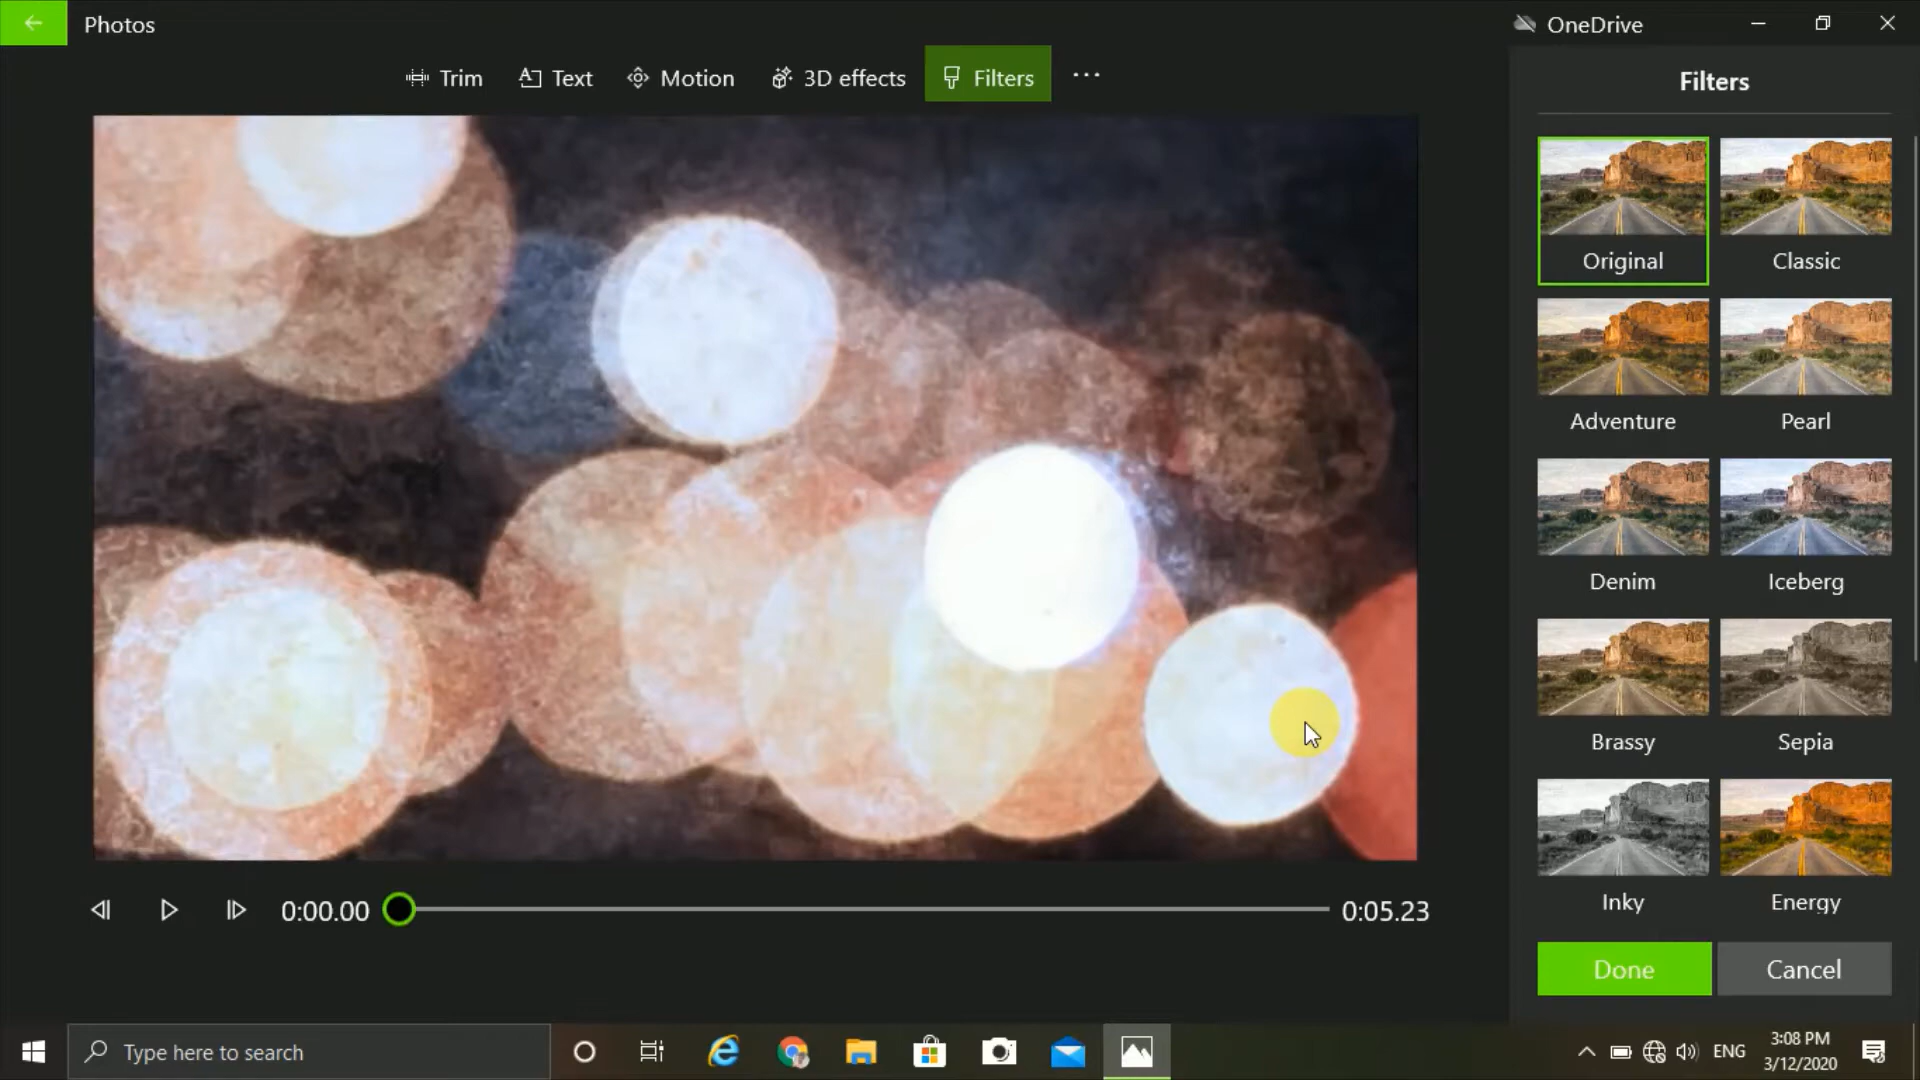 Photos
OneDrive
Trim
Text
Motion
3D effects
Filters
Filters
Original
Classic
Adventure
Pearl
Denim
Iceberg
Brassy
Sepia
Inky
Energy
0:00.00
0:05.23
Done
Cancel
Type here to search
ENG
3:08 PM
3/12/2020